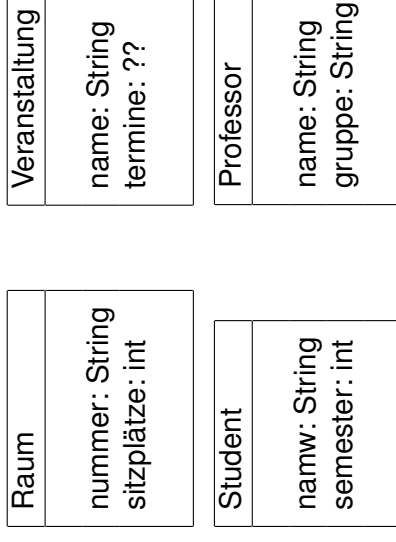 Raum
nummer: String
sitzplätze: int
Veranstaltung
name: String
termine: ??
Student
namw: String
semester: int
Professor
name: String
gruppe: String